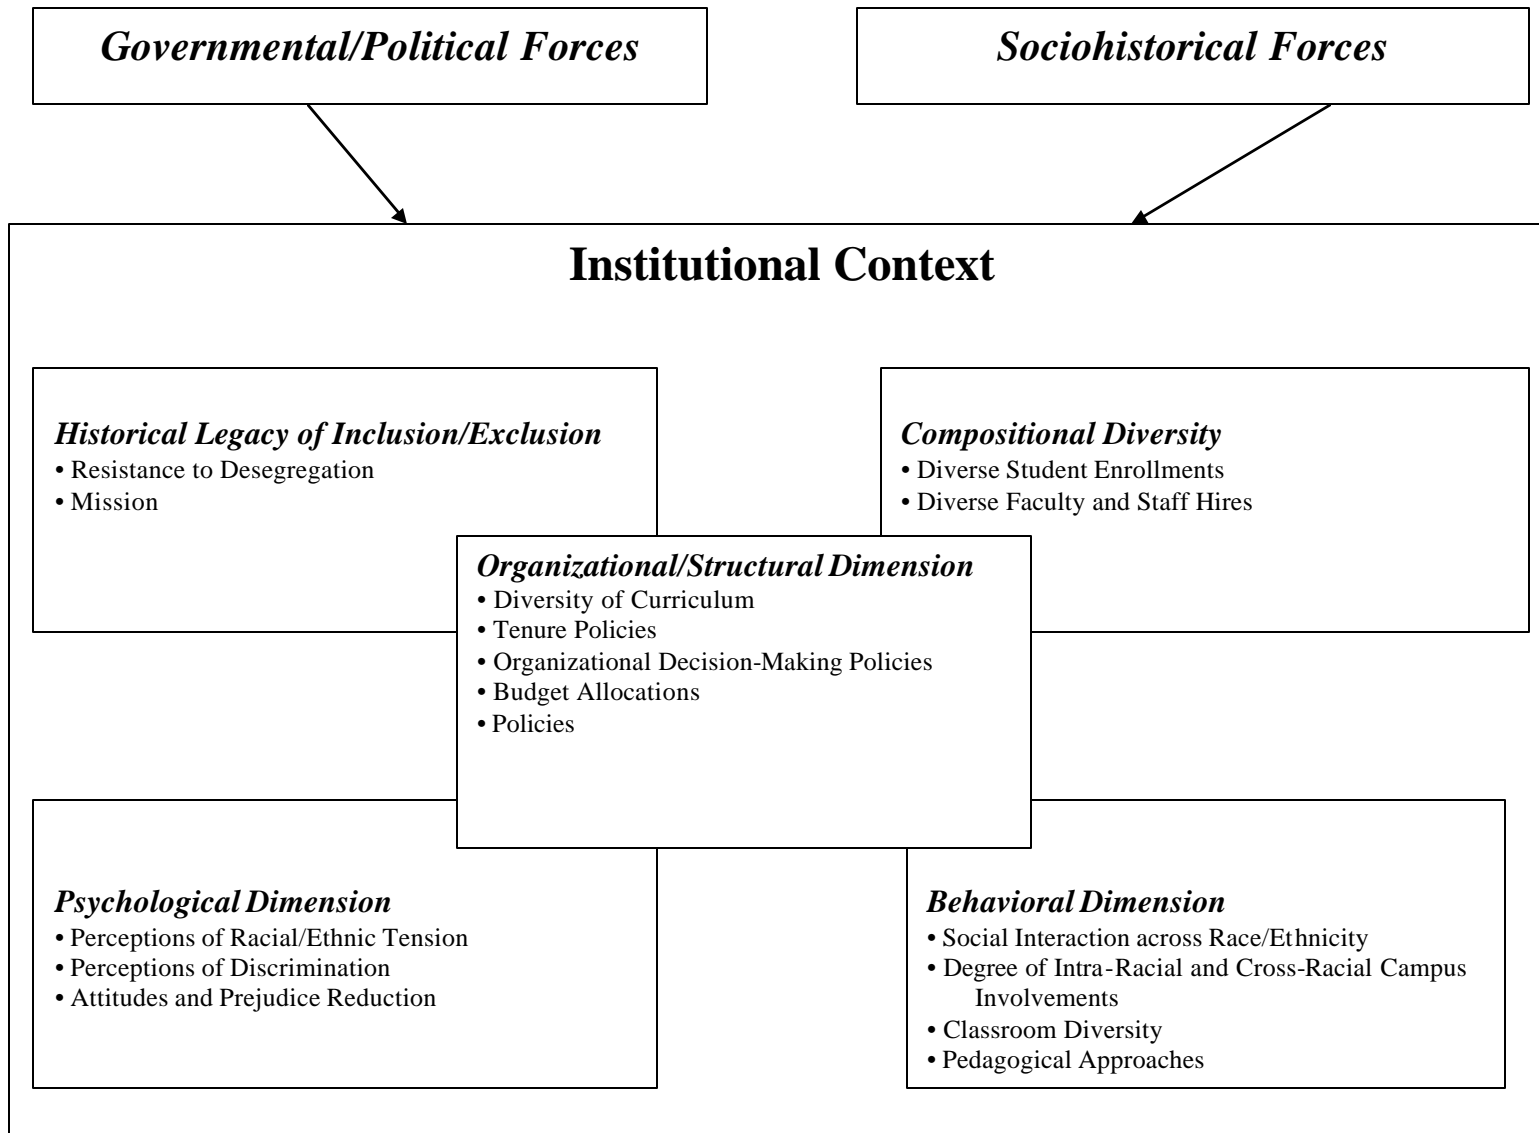 Governmental/Political Forces
Sociohistorical Forces
Institutional Context
Historical Legacy of Inclusion/Exclusion
• Resistance to Desegregation
• Mission
Compositional Diversity
• Diverse Student Enrollments
• Diverse Faculty and Staff Hires
Organizational/Structural Dimension
• Diversity of Curriculum
• Tenure Policies
• Organizational Decision-Making Policies
• Budget Allocations
• Policies
Psychological Dimension
• Perceptions of Racial/Ethnic Tension
• Perceptions of Discrimination
• Attitudes and Prejudice Reduction
Behavioral Dimension
• Social Interaction across Race/Ethnicity
• Degree of Intra-Racial and Cross-Racial Campus
Involvements
• Classroom Diversity
• Pedagogical Approaches